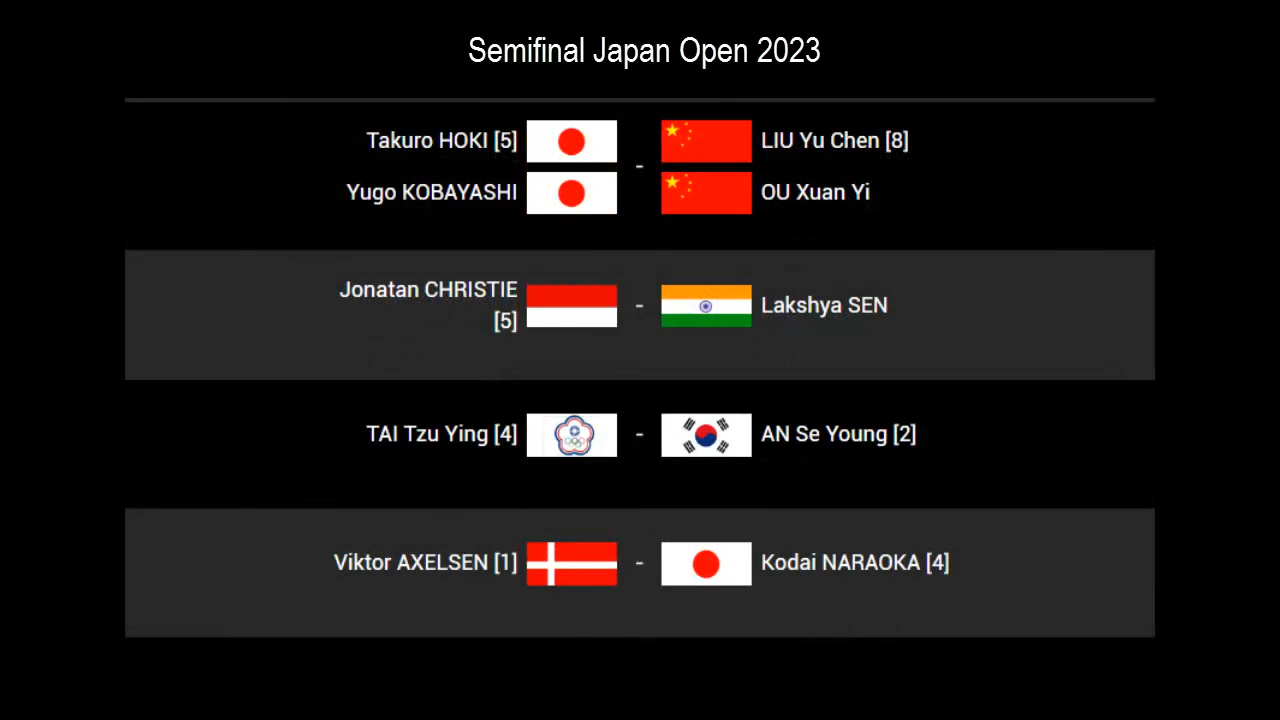 Semifinal Japan Open 2023
Takuro HOKI [5] - LIU Yu Chen [8]
Yugo KOBAYASHI OU Xuan Yi
Jonatan CHRISTIE
[5] - Lakshya SEN
TAI Tzu Ying [4] - AN Se Young [2]
Viktor AXELSEN [1] - Kodai NARAOKA [4]